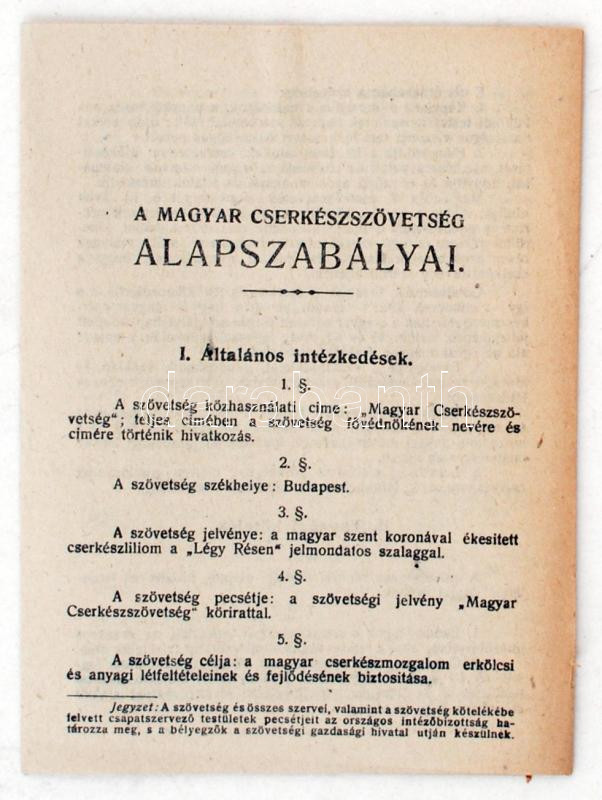 A MAGYAR CSERKÉSZSZÖVETSÉG
ALAPSZABÁLYAI.
I. Általános intézkedések.
1. §.
A szövetség közhasználati cime: „Magyar Cserkészszö-
vetség“; teljes cimében a szövetség fővédnökének nevére és
cimére történik hivatkozás.
2. §.
A szövetség székhelye: Budapest.
3. §.
A szövetség jelvénye: a magyar szent koronával ékesitett
cserkészliliom a „Légy Résen“ jelmondatos szalaggal.
4. §.
A szövetség pecsétje: a szövetségi jelvény „Magyar
Cserkészszövetség“ körirattal.
5. §.
A szövetség célja: a magyar cserkészmozgalom erkölcsi
és anyagi létfeltételeinek és fejlődésének biztositása.
Jegyzet: A szövetség és összes szervei, valamint a szövetség kötelékébe
felvett csapatszervező testületek pecsétjeit az országos intézőbizottság ha-
tározza meg, s a bélyegzők a szövetségi gazdasági hivatal utján készülnek.
darabanth